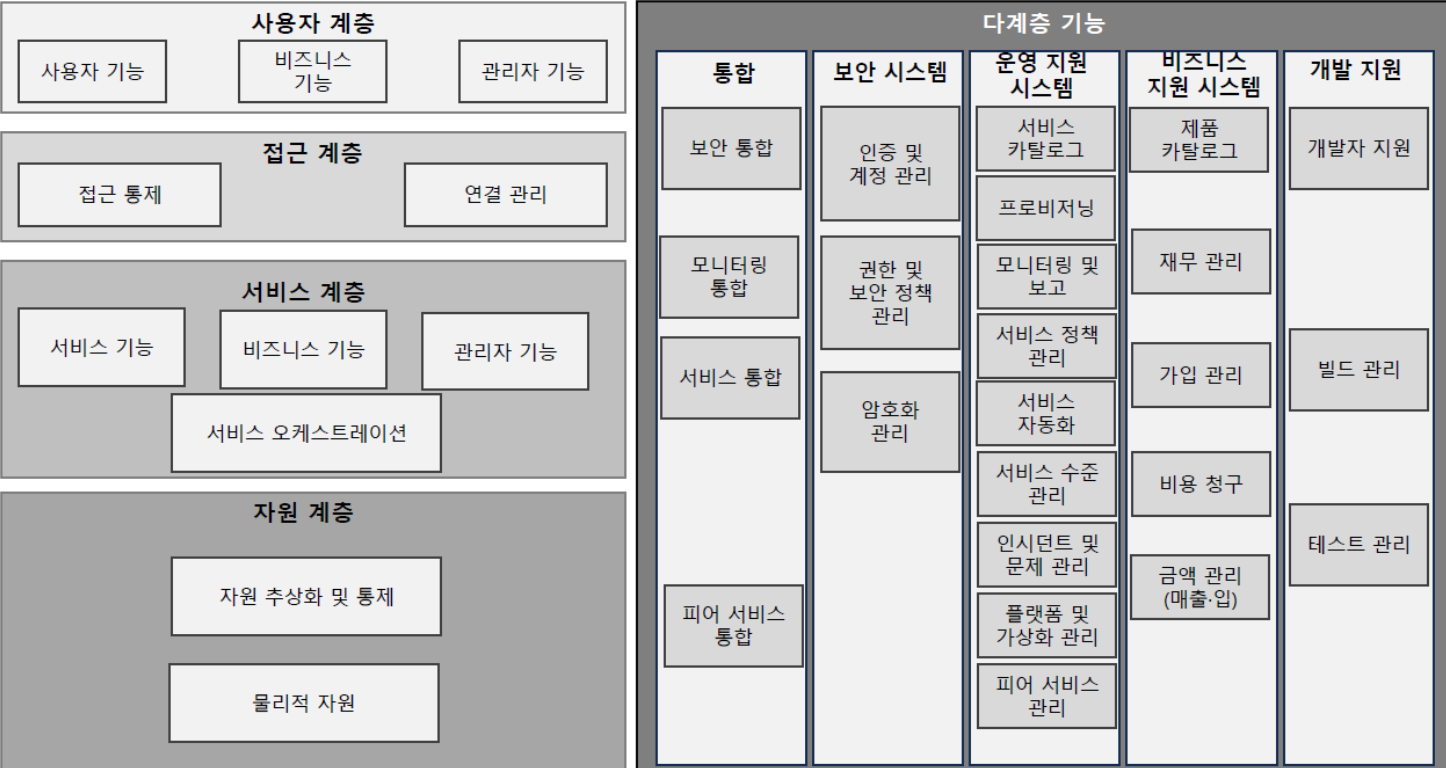 사용자 계층
사용자 기능
비즈니스
기능
관리자 기능
접근 계층
접근 통제
연결 관리
서비스 계층
서비스 기능
비즈니스 기능
관리자 기능
서비스 오케스트레이션
자원 계층
자원 추상화 및 통제
물리적 자원
다계층 기능
통합
보안 통합
모니터링
통합
서비스 통합
피어 서비스
통합
보안 시스템
인증 및
계정 관리
권한 및
보안 정책
관리
암호화
관리
운영 지원
시스템
서비스
카탈로그
프로비저닝
모니터링 및
보고
서비스 정책
관리
서비스
자동화
서비스 수준
관리
인시던트 및
문제 관리
플랫폼 및
가상화 관리
피어 서비스
관리
비즈니스
지원 시스템
제품
카탈로그
재무 관리
가입 관리
비용 청구
금액 관리
(매출·입)
개발 지원
개발자 지원
빌드 관리
테스트 관리